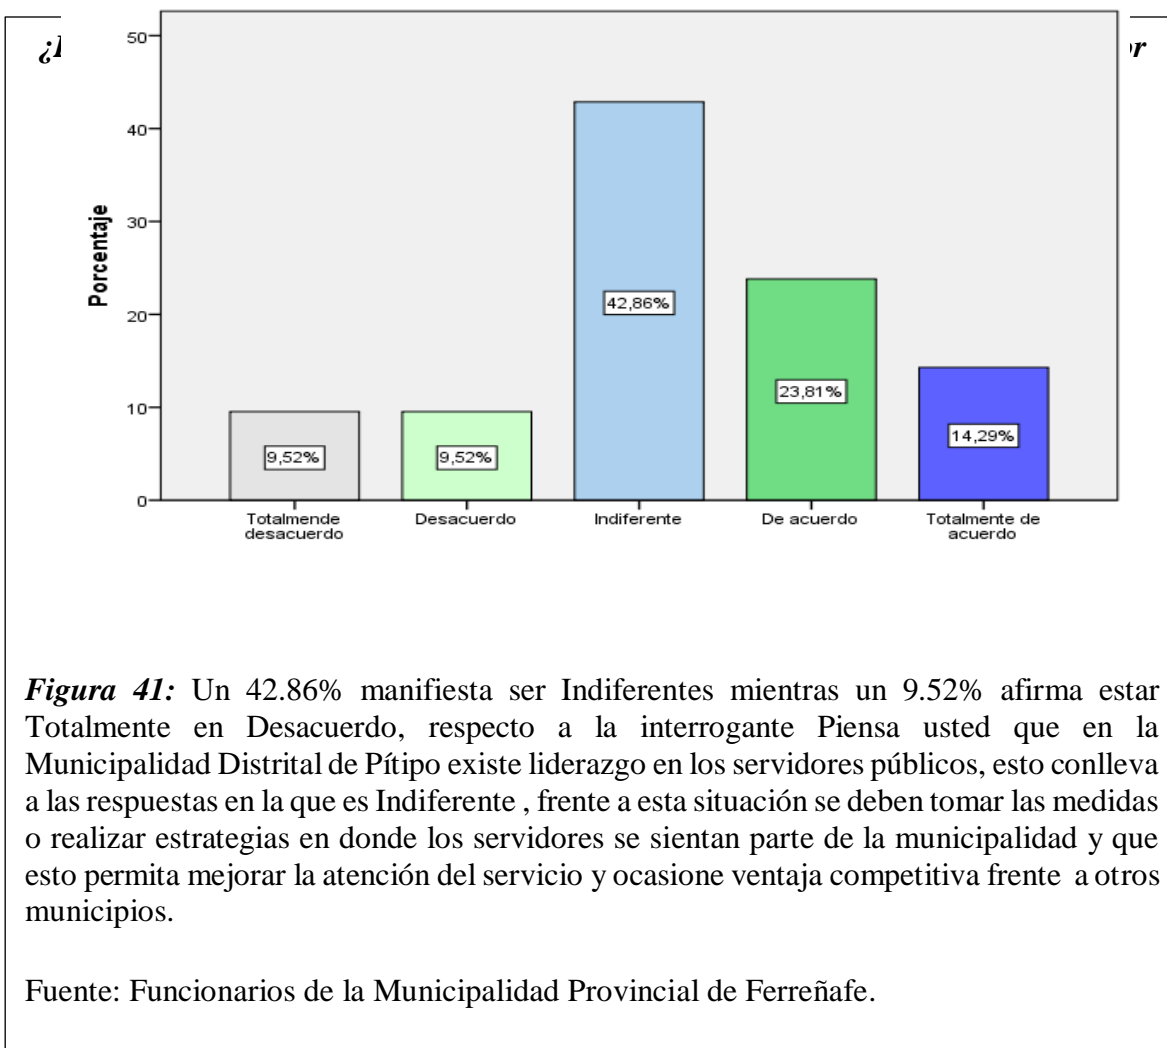 50
40
30
20
10
0
Porcentaje
9,52%
9,52%
42,86%
23,81%
14,29%
Totalmende
desacuerdo
Desacuerdo
Indiferente
De acuerdo
Totalmente de
acuerdo
Figura 41: Un 42.86% manifiesta ser Indiferentes mientras un 9.52% afirma estar
Totalmente en Desacuerdo, respecto a la interrogante Piensa usted que en la
Municipalidad Distrital de Pítipo existe liderazgo en los servidores públicos, esto conlleva
a las respuestas en la que es Indiferente , frente a esta situación se deben tomar las medidas
o realizar estrategias en donde los servidores se sientan parte de la municipalidad y que
esto permita mejorar la atención del servicio y ocasione ventaja competitiva frente a otros
municipios.
Fuente: Funcionarios de la Municipalidad Provincial de Ferreñafe.